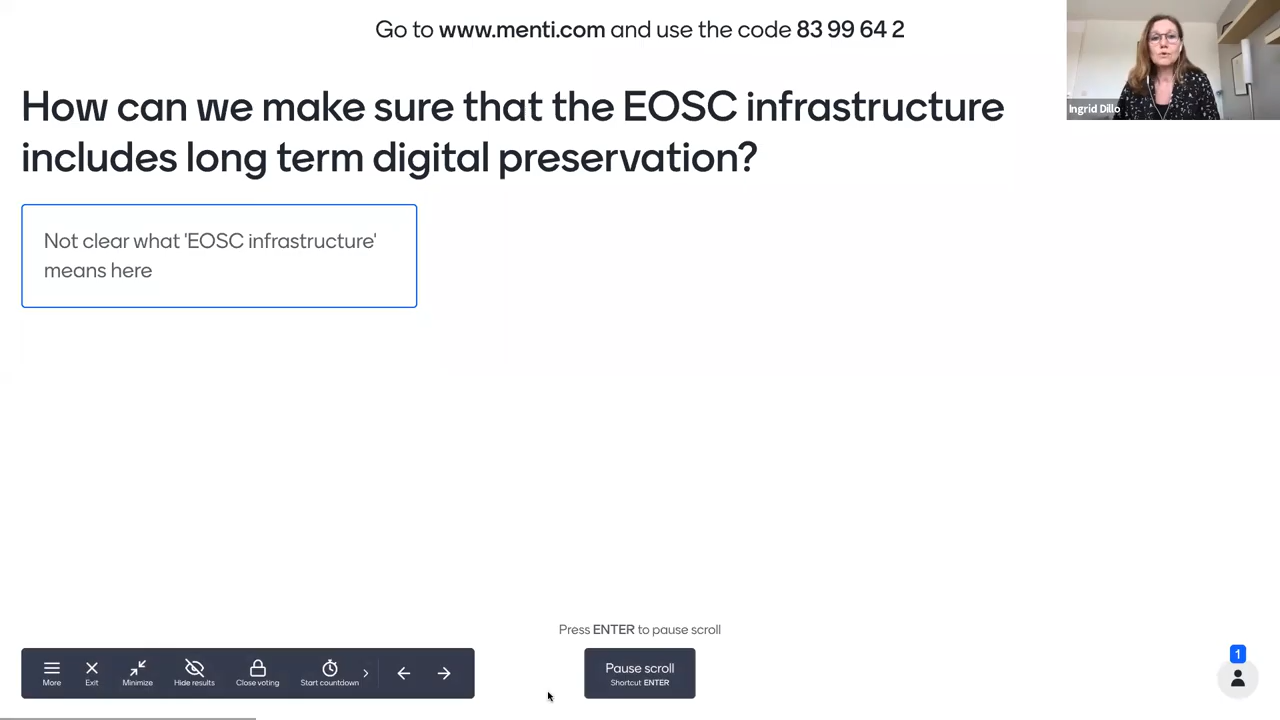 Go to www.menti.com and use the code 83 99 64 2
Ingrid Dillo
How can we make sure that the EOSC infrastructure
includes long term digital preservation?
Not clear what 'EOSC infrastructure'
means here
Press ENTER to pause scroll
More
Exit
Minimize
Hide results
Close voting
Start countdown
Pause scroll
Shortcut ENTER
1